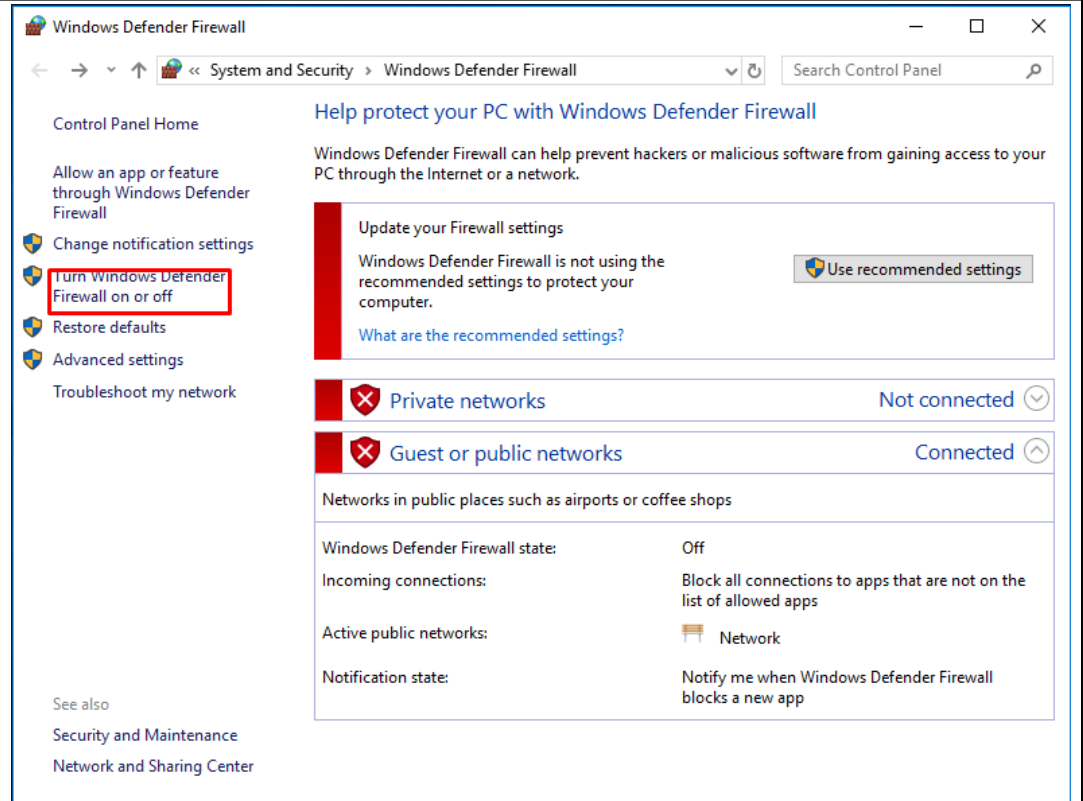 Windows Defender Firewall
« System and Security › Windows Defender Firewall
Search Control Panel
Control Panel Home
Allow an app or feature
through Windows Defender
Firewall
Change notification settings
Turn Windows Defender
Firewall on or off
Restore defaults
Advanced settings
Troubleshoot my network
See also
Security and Maintenance
Network and Sharing Center
Help protect your PC with Windows Defender Firewall
Windows Defender Firewall can help prevent hackers or malicious software from gaining access to your
PC through the Internet or a network.
Update your Firewall settings
Windows Defender Firewall is not using the
recommended settings to protect your
computer.
What are the recommended settings?
Use recommended settings
Private networks Not connected
Guest or public networks Connected
Networks in public places such as airports or coffee shops
Windows Defender Firewall state: Off
Incoming connections: Block all connections to apps that are not on the
list of allowed apps
Active public networks: Network
Notification state: Notify me when Windows Defender Firewall
blocks a new app